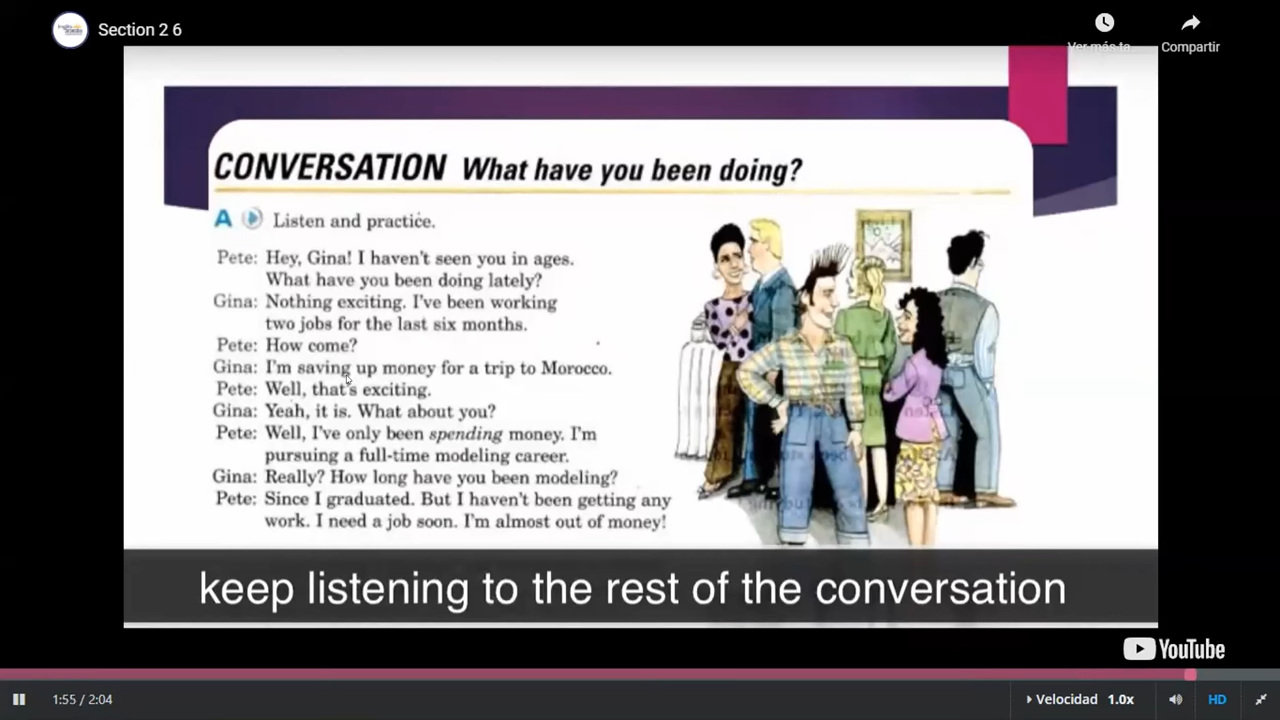 Section 2 6
Compartir
CONVERSATION What have you been doing?
A Listen and practice.
Pete: Hey, Gina! I haven't seen you in ages.
What have you been doing lately?
Gina: Nothing exciting. I've been working
two jobs for the last six months.
Pete: How come?
Gina: I'm saving up money for a trip to Morocco.
Pete: Well, that's exciting.
Gina: Yeah, it is. What about you?
Pete: Well, I've only been spending money. I'm
pursuing a full-time modeling career.
Gina: Really? How long have you been modeling?
Pete: Since I graduated. But I haven't been getting any
work. I need a job soon. I'm almost out of money!
keep listening to the rest of the conversation
YouTube
1:55 / 2:04
Velocidad 1.0x
HD